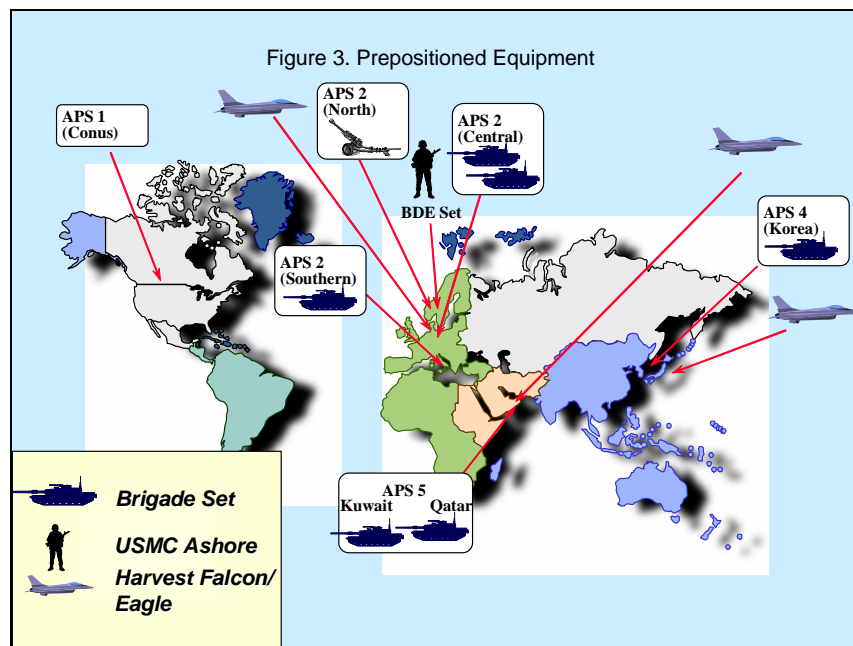 Figure 3. Prepositioned Equipment
APS 1
(Conus)
APS 2
(North)
APS 2
(Central)
BDE Set
APS 4
(Korea)
APS 2
(Southern)
APS 5
Kuwait
Qatar
Brigade Set
USMC Ashore
Harvest Falcon/
Eagle